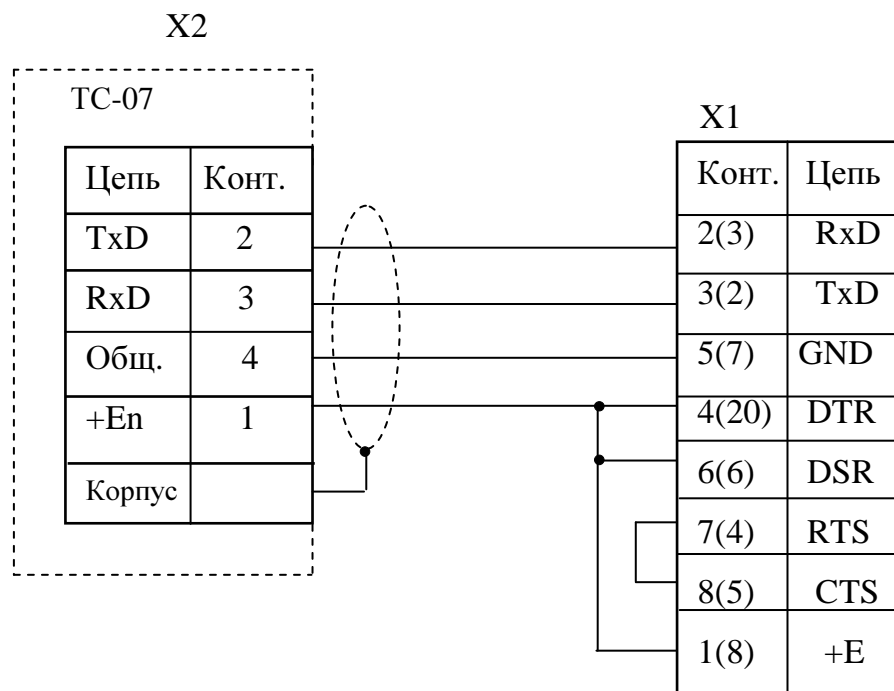 X2
ТС-07
Цепь Конт.
TxD 2
RxD 3
Общ. 4
+En 1
Корпус
X1
Конт. Цепь
2(3) RxD
3(2) TxD
5(7) GND
4(20) DTR
6(6) DSR
7(4) RTS
8(5) CTS
1(8) +E